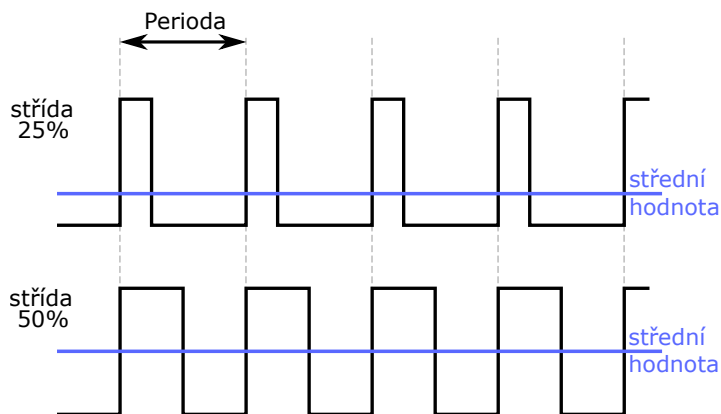 Perioda
střída
25%
střední
hodnota
střída
50%
střední
hodnota